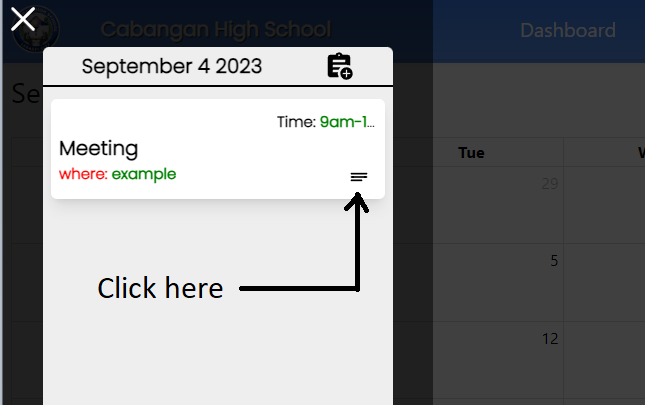 Cabangan High School
Dashboard
September 4 2023
Se
Time: 9am-1...
Meeting
where: example
Tue
W
29
5
12
Click here